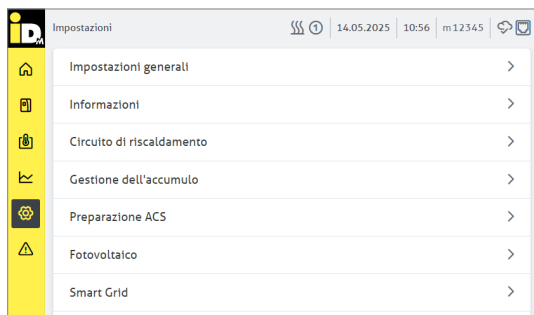 iDM
Impostazioni 1 14.05.2025 10:56 m12345
Impostazioni generali
Informazioni
Circuito di riscaldamento
Gestione dell'accumulo
Preparazione ACS
Fotovoltaico
Smart Grid